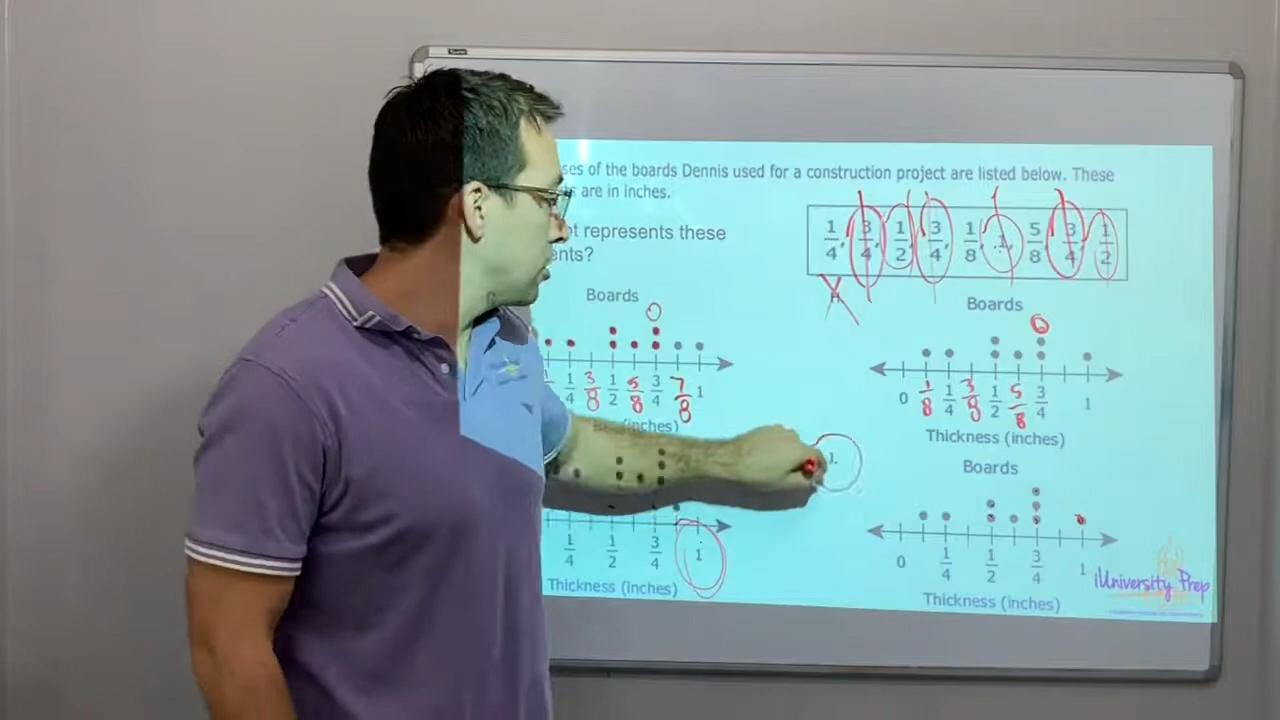 of the boards Dennis used for a construction project are listed below. These
are in inches.
represents these
1/4, 3/4, 1/2, 3/4, 1/8, 1, 5/8, 3/4, 1/2
Boards
1/4 3/8 1/2 5/8 3/4 7/8 1
(inches)
Boards
0 1/8 1/4 3/8 1/2 5/8 3/4 1
Thickness (inches)
1/4 1/2 3/4 1
Thickness (inches)
Boards
0 1/4 1/2 3/4 1
Thickness (inches)
iUniversity Prep